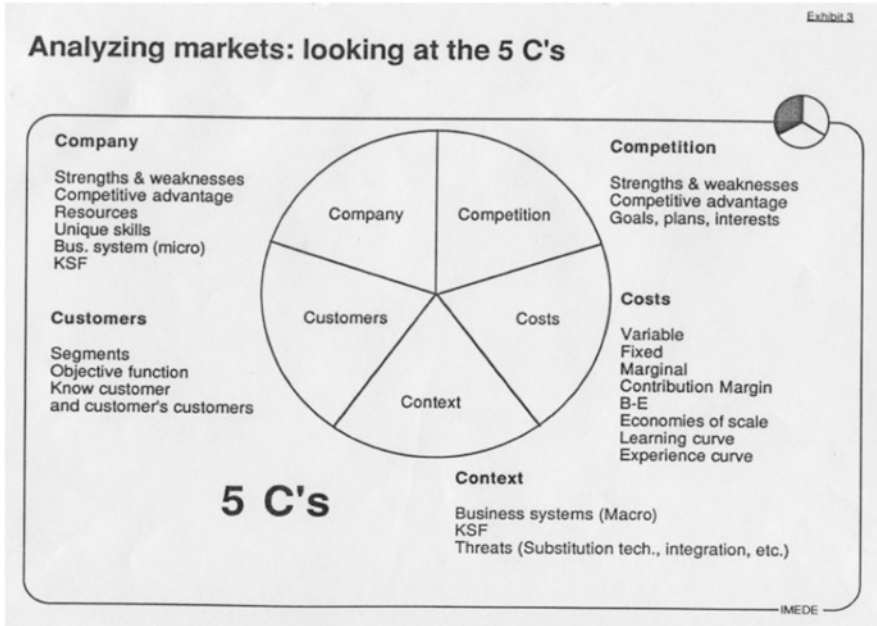 Exhibit 3
Analyzing markets: looking at the 5 C's
Company
Strengths & weaknesses
Competitive advantage
Resources
Unique skills
Bus. system (micro)
KSF
Customers
Segments
Objective function
Know customer
and customer's customers
Company
Competition
Customers
Costs
Context
5 C's
Competition
Strengths & weaknesses
Competitive advantage
Goals, plans, interests
Costs
Variable
Fixed
Marginal
Contribution Margin
B-E
Economies of scale
Learning curve
Experience curve
Context
Business systems (Macro)
KSF
Threats (Substitution tech., integration, etc.)
IMEDE